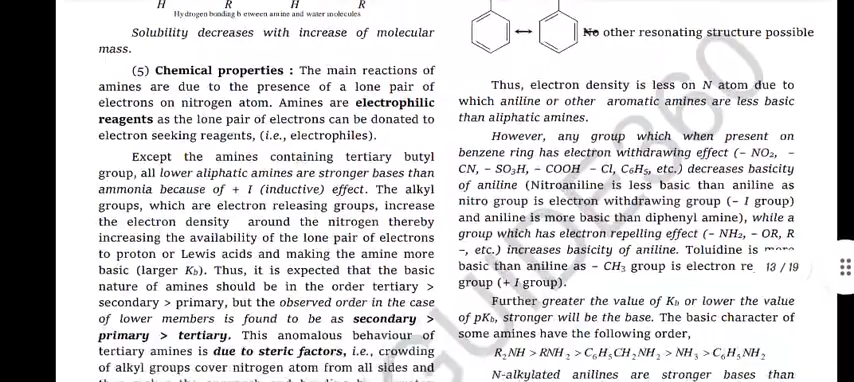 H R H R
Hydrogen bonding between amine and water molecules
Solubility decreases with increase of molecular
mass.
(5) Chemical properties : The main reactions of
amines are due to the presence of a lone pair of
electrons on nitrogen atom. Amines are electrophilic
reagents as the lone pair of electrons can be donated to
electron seeking reagents, (i.e., electrophiles).
Except the amines containing tertiary butyl
group, all lower aliphatic amines are stronger bases than
ammonia because of + I (inductive) effect. The alkyl
groups, which are electron releasing groups, increase
the electron density around the nitrogen thereby
increasing the availability of the lone pair of electrons
to proton or Lewis acids and making the amine more
basic (larger Kb). Thus, it is expected that the basic
nature of amines should be in the order tertiary >
secondary > primary, but the observed order in the case
of lower members is found to be as secondary >
primary > tertiary. This anomalous behaviour of
tertiary amines is due to steric factors, i.e., crowding
of alkyl groups cover nitrogen atom from all sides and
No other resonating structure possible
Thus, electron density is less on N atom due to
which aniline or other aromatic amines are less basic
than aliphatic amines.
However, any group which when present on
benzene ring has electron withdrawing effect (– NO₂, –
CN, – SO₃H, – COOH – Cl, C₆H₅, etc.) decreases basicity
of aniline (Nitroaniline is less basic than aniline as
nitro group is electron withdrawing group (– I group)
and aniline is more basic than diphenyl amine), while a
group which has electron repelling effect (– NH₂, – OR, R
–, etc.) increases basicity of aniline. Toluidine is more
basic than aniline as – CH₃ group is electron re 13 / 19
group (+ I group).
Further greater the value of Kb or lower the value
of pKb, stronger will be the base. The basic character of
some amines have the following order,
R₂NH > RNH₂ > C₆H₅CH₂NH₂ > NH₃ > C₆H₅NH₂
N-alkylated anilines are stronger bases than
GUIDE360